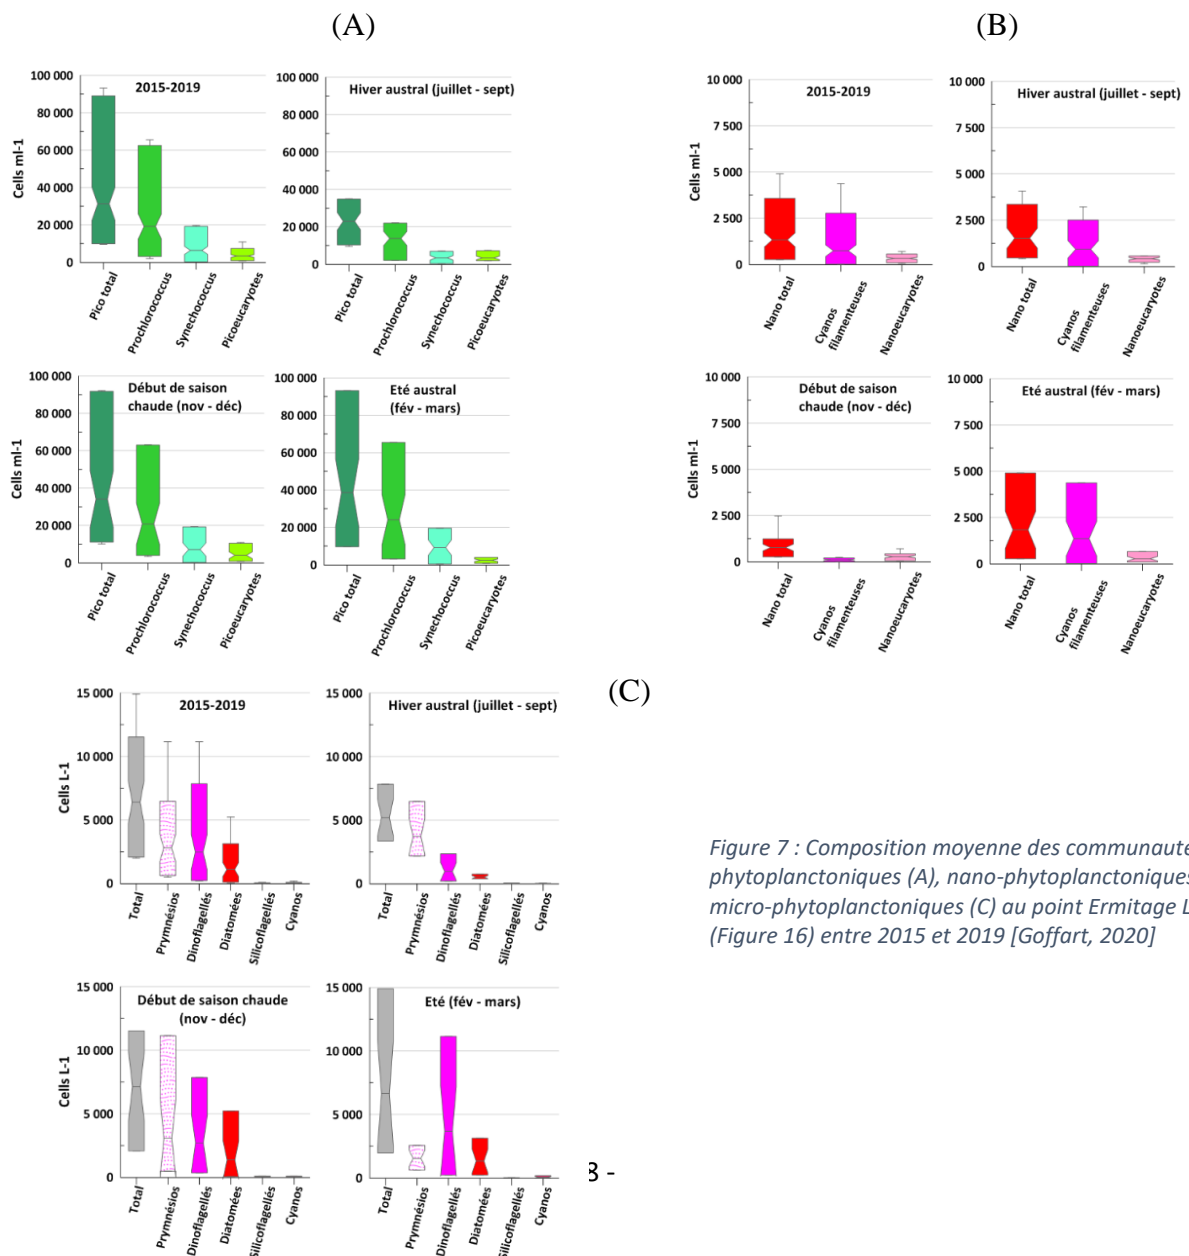 (A)
2015-2019
Cells ml-1
100 000
80 000
60 000
40 000
20 000
0
Pico total
Prochlorococcus
Synechococcus
Picoeucaryotes
Hiver austral (juillet - sept)
100 000
80 000
60 000
40 000
20 000
0
Pico total
Prochlorococcus
Synechococcus
Picoeucaryotes
Début de saison
chaude (nov - déc)
Cells ml-1
100 000
80 000
60 000
40 000
20 000
0
Pico total
Prochlorococcus
Synechococcus
Picoeucaryotes
Eté austral
(fév - mars)
100 000
80 000
60 000
40 000
20 000
0
Pico total
Prochlorococcus
Synechococcus
Picoeucaryotes
(B)
2015-2019
Cells ml-1
10 000
7 500
5 000
2 500
0
Nano total
Cyanos
filamenteuses
Nanoeucaryotes
Hiver austral (juillet - sept)
10 000
7 500
5 000
2 500
0
Nano total
Cyanos
filamenteuses
Nanoeucaryotes
Début de saison
chaude (nov - déc)
Cells ml-1
10 000
7 500
5 000
2 500
0
Nano total
Cyanos
filamenteuses
Nanoeucaryotes
Eté austral (fév - mars)
10 000
7 500
5 000
2 500
0
Nano total
Cyanos
filamenteuses
Nanoeucaryotes
(C)
2015-2019
Cells L-1
15 000
10 000
5 000
0
Total
Prymnésios
Dinoflagellés
Diatomées
Silicoflagellés
Cyanos
Hiver austral (juillet - sept)
15 000
10 000
5 000
0
Total
Prymnésios
Dinoflagellés
Diatomées
Silicoflagellés
Cyanos
Début de saison chaude
(nov - déc)
Cells L-1
15 000
10 000
5 000
0
Total
Prymnésios
Dinoflagellés
Diatomées
Silicoflagellés
Cyanos
Eté (fév - mars)
15 000
10 000
5 000
0
Total
Prymnésios
Dinoflagellés
Diatomées
Silicoflagellés
Cyanos
Figure 7 : Composition moyenne des communauté
phytoplanctoniques (A), nano-phytoplanctoniques
micro-phytoplanctoniques (C) au point Ermitage L
(Figure 16) entre 2015 et 2019 [Goffart, 2020]
8 -